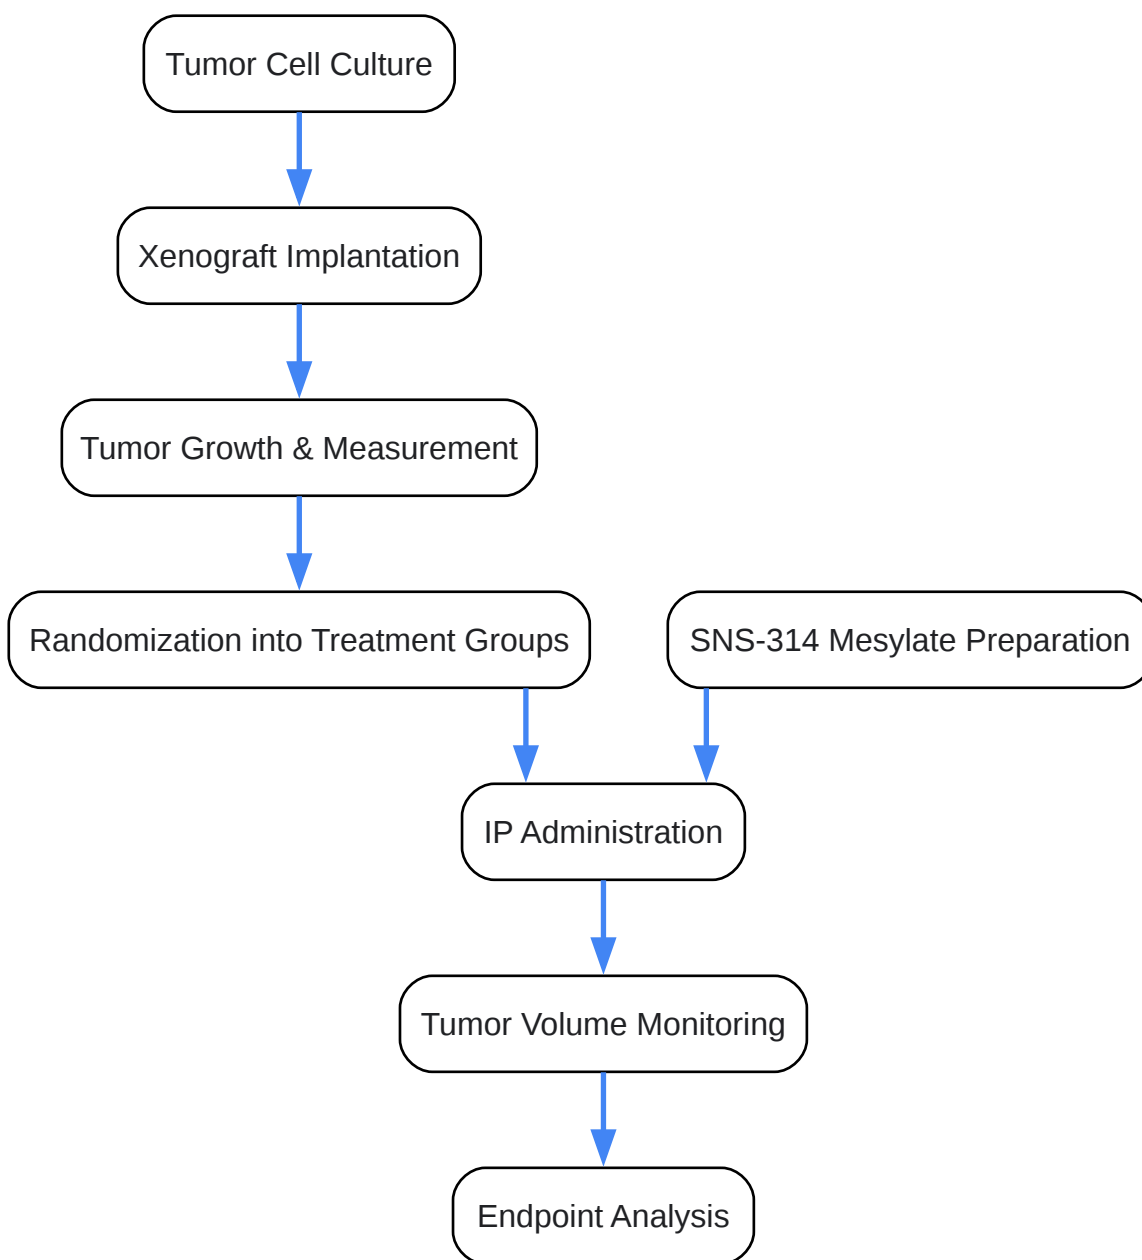 Tumor Cell Culture
Xenograft Implantation
Tumor Growth & Measurement
Randomization into Treatment Groups
SNS-314 Mesylate Preparation
IP Administration
Tumor Volume Monitoring
Endpoint Analysis